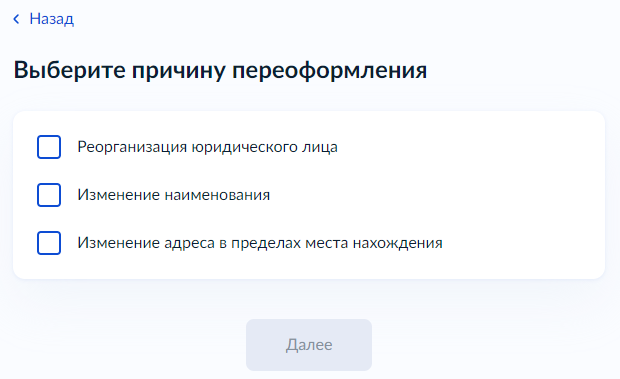 Назад
Выберите причину переоформления
Реорганизация юридического лица
Изменение наименования
Изменение адреса в пределах места нахождения
Далее